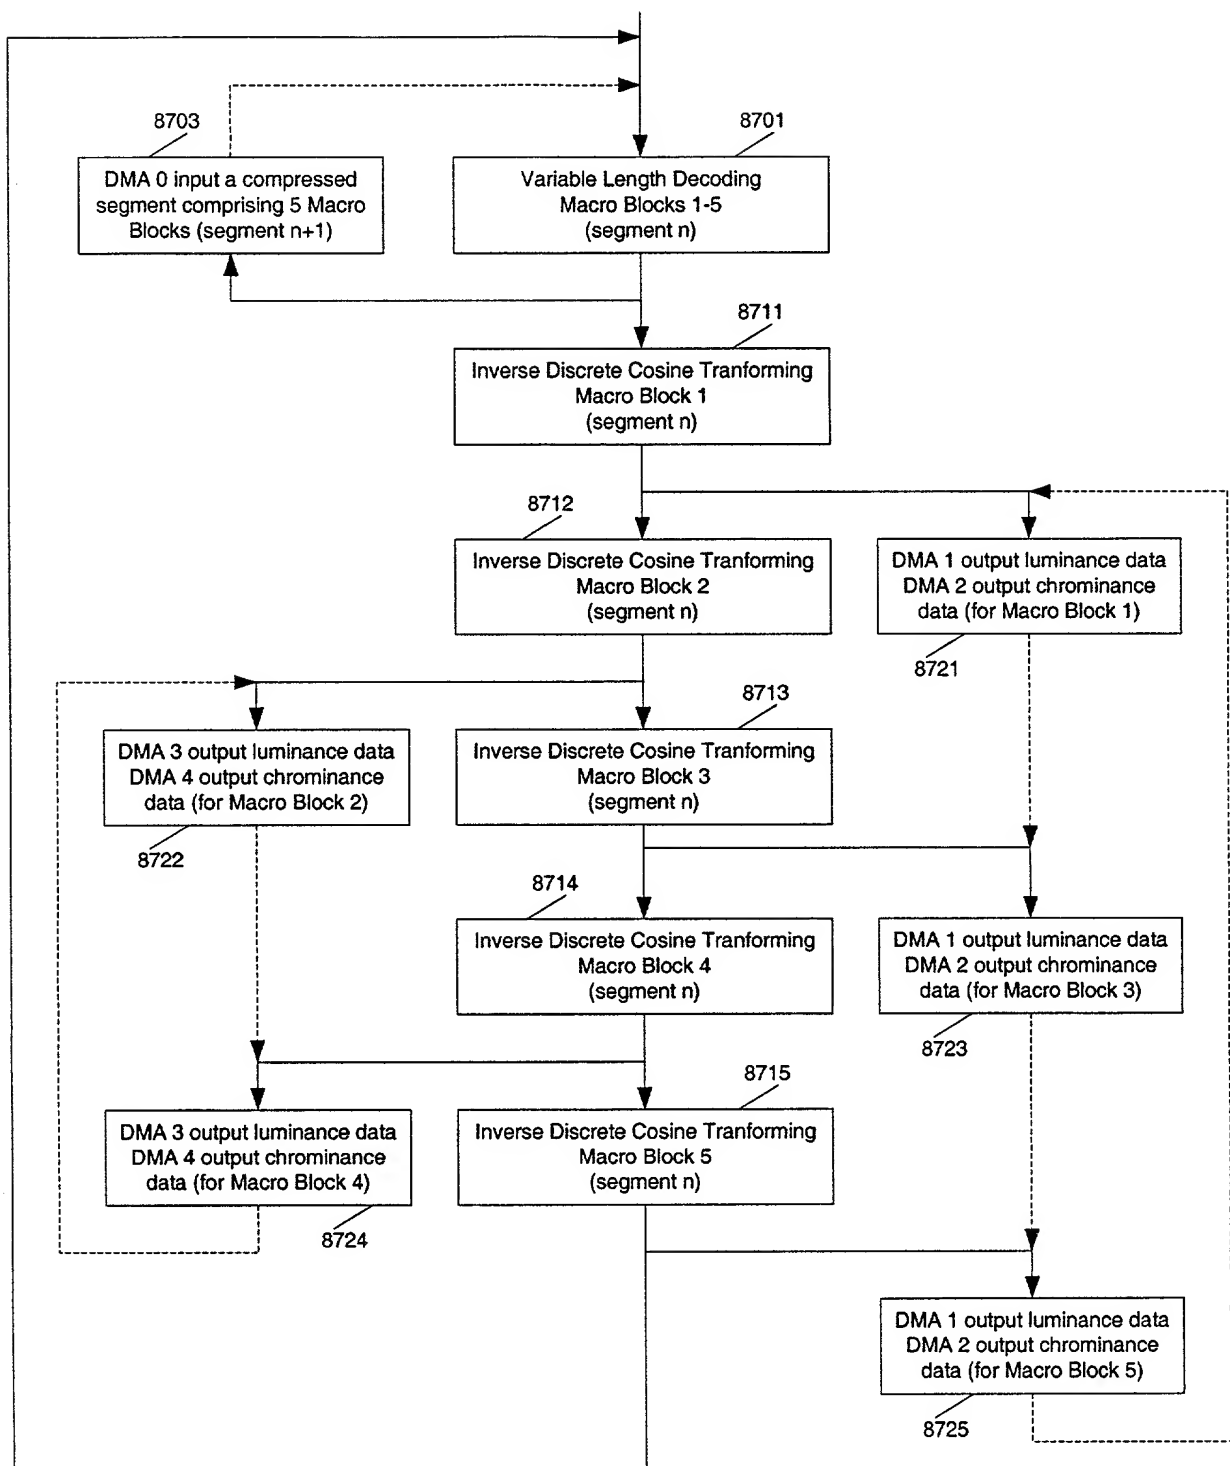 8703
DMA 0 input a compressed
segment comprising 5 Macro
Blocks (segment n+1)
8701
Variable Length Decoding
Macro Blocks 1-5
(segment n)
8711
Inverse Discrete Cosine Tranforming
Macro Block 1
(segment n)
8712
Inverse Discrete Cosine Tranforming
Macro Block 2
(segment n)
DMA 1 output luminance data
DMA 2 output chrominance
data (for Macro Block 1)
8721
8713
DMA 3 output luminance data
DMA 4 output chrominance
data (for Macro Block 2)
8722
Inverse Discrete Cosine Tranforming
Macro Block 3
(segment n)
8714
Inverse Discrete Cosine Tranforming
Macro Block 4
(segment n)
DMA 1 output luminance data
DMA 2 output chrominance
data (for Macro Block 3)
8723
8715
DMA 3 output luminance data
DMA 4 output chrominance
data (for Macro Block 4)
8724
Inverse Discrete Cosine Tranforming
Macro Block 5
(segment n)
DMA 1 output luminance data
DMA 2 output chrominance
data (for Macro Block 5)
8725